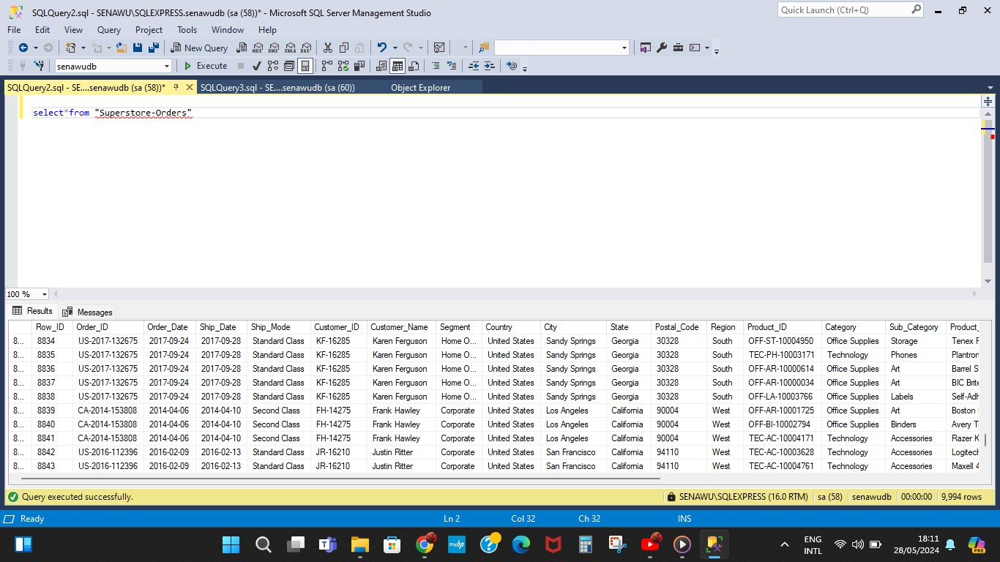 SQLQuery2.sql - SENAWU\SQLEXPRESS.senawudb (sa (58))* - Microsoft SQL Server Management Studio
Quick Launch (Ctrl+Q)
File Edit View Query Project Tools Window Help
New Query MDX DMX XMLA DAX
senawudb Execute
SQLQuery2.sql - SE....senawudb (sa (58))* SQLQuery3.sql - SE....senawudb (sa (60)) Object Explorer
select*from "Superstore-Orders"
100 %
Results Messages
Row_ID Order_ID Order_Date Ship_Date Ship_Mode Customer_ID Customer_Name Segment Country City State Postal_Code Region Product_ID Category Sub_Category Product_
8... 8834 US-2017-132675 2017-09-24 2017-09-28 Standard Class KF-16285 Karen Ferguson Home O... United States Sandy Springs Georgia 30328 South OFF-ST-10004950 Office Supplies Storage Tenex F
8... 8835 US-2017-132675 2017-09-24 2017-09-28 Standard Class KF-16285 Karen Ferguson Home O... United States Sandy Springs Georgia 30328 South TEC-PH-10003171 Technology Phones Plantron
8... 8836 US-2017-132675 2017-09-24 2017-09-28 Standard Class KF-16285 Karen Ferguson Home O... United States Sandy Springs Georgia 30328 South OFF-AR-10000614 Office Supplies Art Barrel S
8... 8837 US-2017-132675 2017-09-24 2017-09-28 Standard Class KF-16285 Karen Ferguson Home O... United States Sandy Springs Georgia 30328 South OFF-AR-10000034 Office Supplies Art BIC Brite
8... 8838 US-2017-132675 2017-09-24 2017-09-28 Standard Class KF-16285 Karen Ferguson Home O... United States Sandy Springs Georgia 30328 South OFF-LA-10003766 Office Supplies Labels Self-Adh
8... 8839 CA-2014-153808 2014-04-06 2014-04-10 Second Class FH-14275 Frank Hawley Corporate United States Los Angeles California 90004 West OFF-AR-10001725 Office Supplies Art Boston
8... 8840 CA-2014-153808 2014-04-06 2014-04-10 Second Class FH-14275 Frank Hawley Corporate United States Los Angeles California 90004 West OFF-BI-10002794 Office Supplies Binders Avery T
8... 8841 CA-2014-153808 2014-04-06 2014-04-10 Second Class FH-14275 Frank Hawley Corporate United States Los Angeles California 90004 West TEC-AC-10004171 Technology Accessories Razer K
8... 8842 US-2016-112396 2016-02-09 2016-02-13 Standard Class JR-16210 Justin Ritter Corporate United States San Francisco California 94110 West TEC-AC-10003628 Technology Accessories Logitech
8... 8843 US-2016-112396 2016-02-09 2016-02-13 Standard Class JR-16210 Justin Ritter Corporate United States San Francisco California 94110 West TEC-AC-10004761 Technology Accessories Maxell 4
Query executed successfully. SENAWU\SQLEXPRESS (16.0 RTM) sa (58) senawudb 00:00:00 9,994 rows
Ready Ln 2 Col 32 Ch 32 INS
myhp ENG INTL 18:11 28/05/2024 PRE